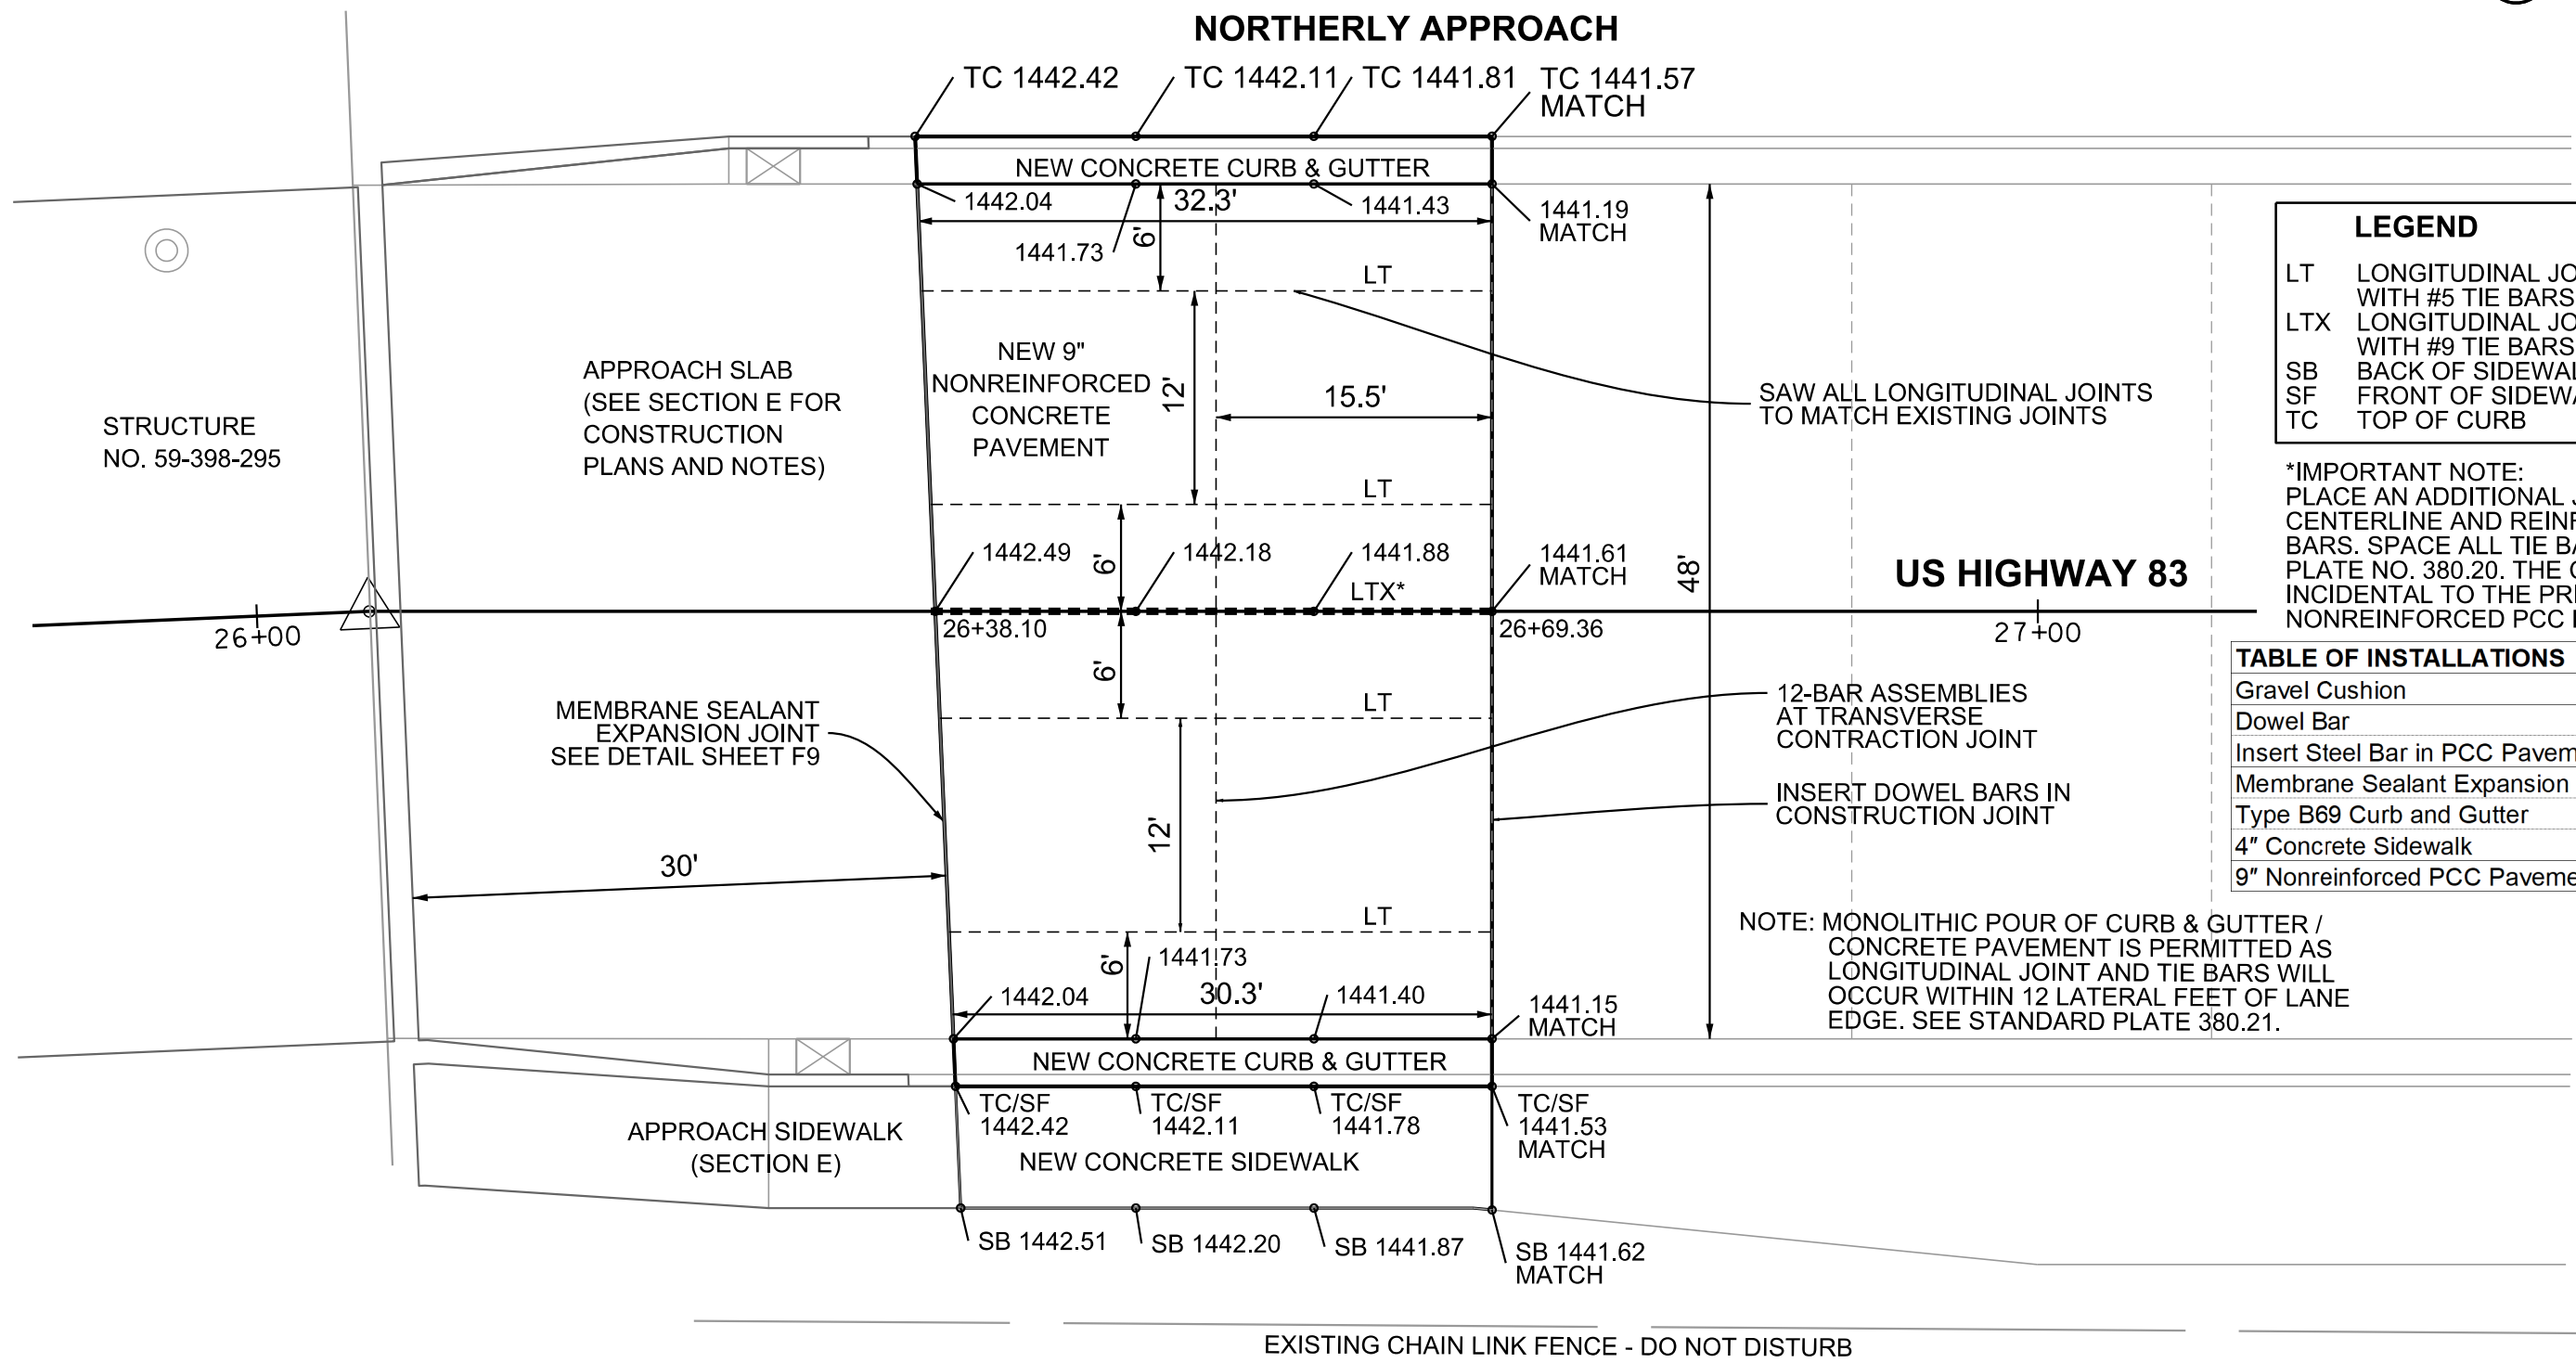 NORTHERLY APPROACH
TC 1442.42
TC 1442.11
TC 1441.81
TC 1441.57
MATCH
NEW CONCRETE CURB & GUTTER
1442.04
32.3'
1441.43
1441.19
MATCH
1441.73
6'
LT
NEW 9"
NONREINFORCED
CONCRETE
PAVEMENT
12'
15.5'
SAW ALL LONGITUDINAL JOINTS
TO MATCH EXISTING JOINTS
APPROACH SLAB
(SEE SECTION E FOR
CONSTRUCTION
PLANS AND NOTES)
STRUCTURE
NO. 59-398-295
LT
1442.49
6'
1442.18
1441.88
1441.61
MATCH
48'
US HIGHWAY 83
LTX*
26+00
26+38.10
26+69.36
27+00
6'
LT
MEMBRANE SEALANT
EXPANSION JOINT
SEE DETAIL SHEET F9
12-BAR ASSEMBLIES
AT TRANSVERSE
CONTRACTION JOINT
INSERT DOWEL BARS IN
CONSTRUCTION JOINT
12'
30'
LT
6'
1441.73
1442.04
30.3'
1441.40
1441.15
MATCH
NOTE: MONOLITHIC POUR OF CURB & GUTTER /
CONCRETE PAVEMENT IS PERMITTED AS
LONGITUDINAL JOINT AND TIE BARS WILL
OCCUR WITHIN 12 LATERAL FEET OF LANE
EDGE. SEE STANDARD PLATE 380.21.
NEW CONCRETE CURB & GUTTER
TC/SF
1442.42
TC/SF
1442.11
TC/SF
1441.78
TC/SF
1441.53
MATCH
APPROACH SIDEWALK
(SECTION E)
NEW CONCRETE SIDEWALK
SB 1442.51
SB 1442.20
SB 1441.87
SB 1441.62
MATCH
EXISTING CHAIN LINK FENCE - DO NOT DISTURB
LEGEND
LT LONGITUDINAL
WITH #5 TIE BARS
LTX LONGITUDINAL
WITH #9 TIE BARS
SB BACK OF
SF FRONT OF
TC TOP OF CURB
*IMPORTANT NOTE:
PLACE AN ADDITIONAL
CENTERLINE AND
BARS. SPACE ALL TIE
PLATE NO. 380.20. THE
INCIDENTAL TO THE
NONREINFORCED PCC
TABLE OF INSTALLATIONS
Gravel Cushion
Dowel Bar
Insert Steel Bar in PCC
Membrane Sealant Expansion
Type B69 Curb and Gutter
4" Concrete Sidewalk
9" Nonreinforced PCC